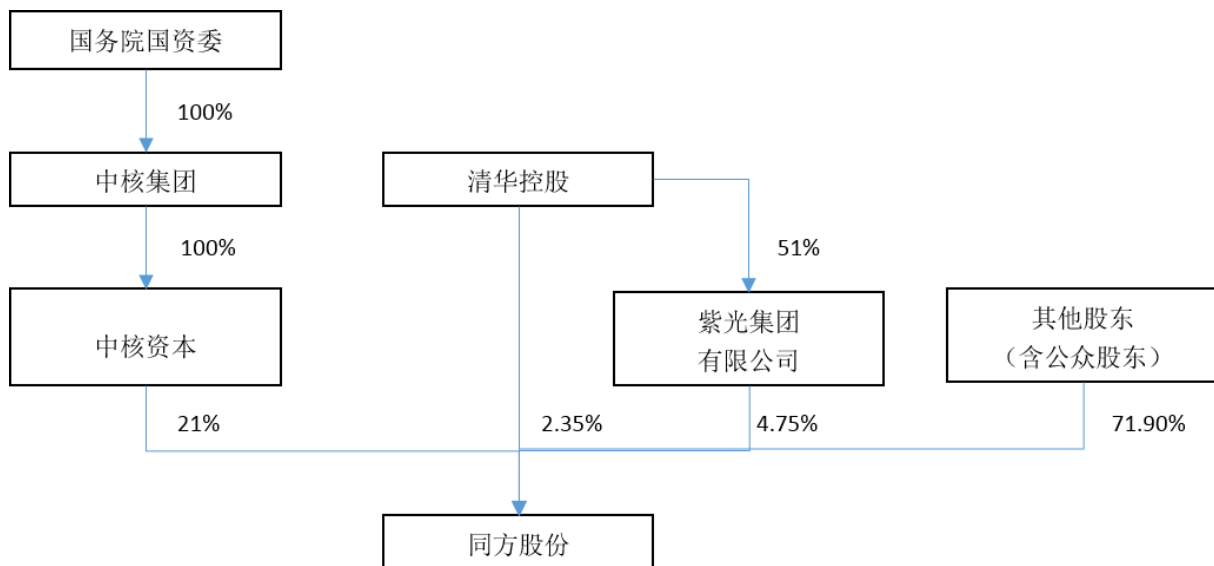 国务院国资委
100%
中核集团
清华控股
100%
51%
中核资本
紫光集团
有限公司
其他股东
（含公众股东）
21%
2.35%
4.75%
71.90%
同方股份